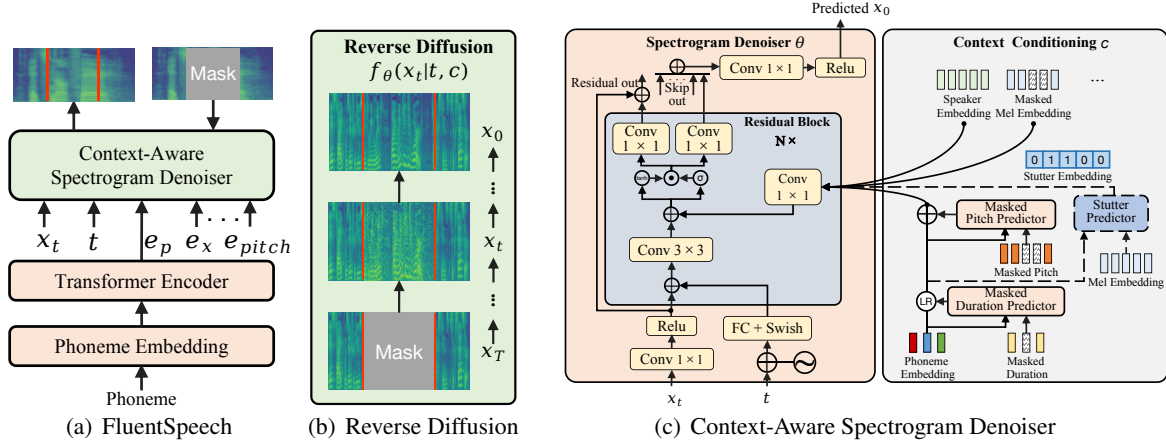 Mask
Context-Aware
Spectrogram Denoiser
x_t
t
e_p
e_x
...
e_pitch
Transformer Encoder
Phoneme Embedding
Phoneme
(a) FluentSpeech
Reverse Diffusion
f_θ(x_t|t, c)
x_0
...
x_t
...
x_T
Mask
(b) Reverse Diffusion
Predicted x_0
Spectrogram Denoiser θ
Conv 1×1
Relu
Residual out
Skip
out
....
Residual Block
N×
Conv
1 × 1
Conv
1 × 1
tanh
σ
Conv
1 × 1
Conv 3 × 3
Relu
FC + Swish
Conv 1×1
x_t
t
Context Conditioning c
...
Speaker
Embedding
Masked
Mel Embedding
0 1 1 0 0
Stutter Embedding
Masked
Pitch Predictor
Stutter
Predictor
Masked Pitch
Mel Embedding
LR
Masked
Duration Predictor
Phoneme
Embedding
Masked
Duration
(c) Context-Aware Spectrogram Denoiser